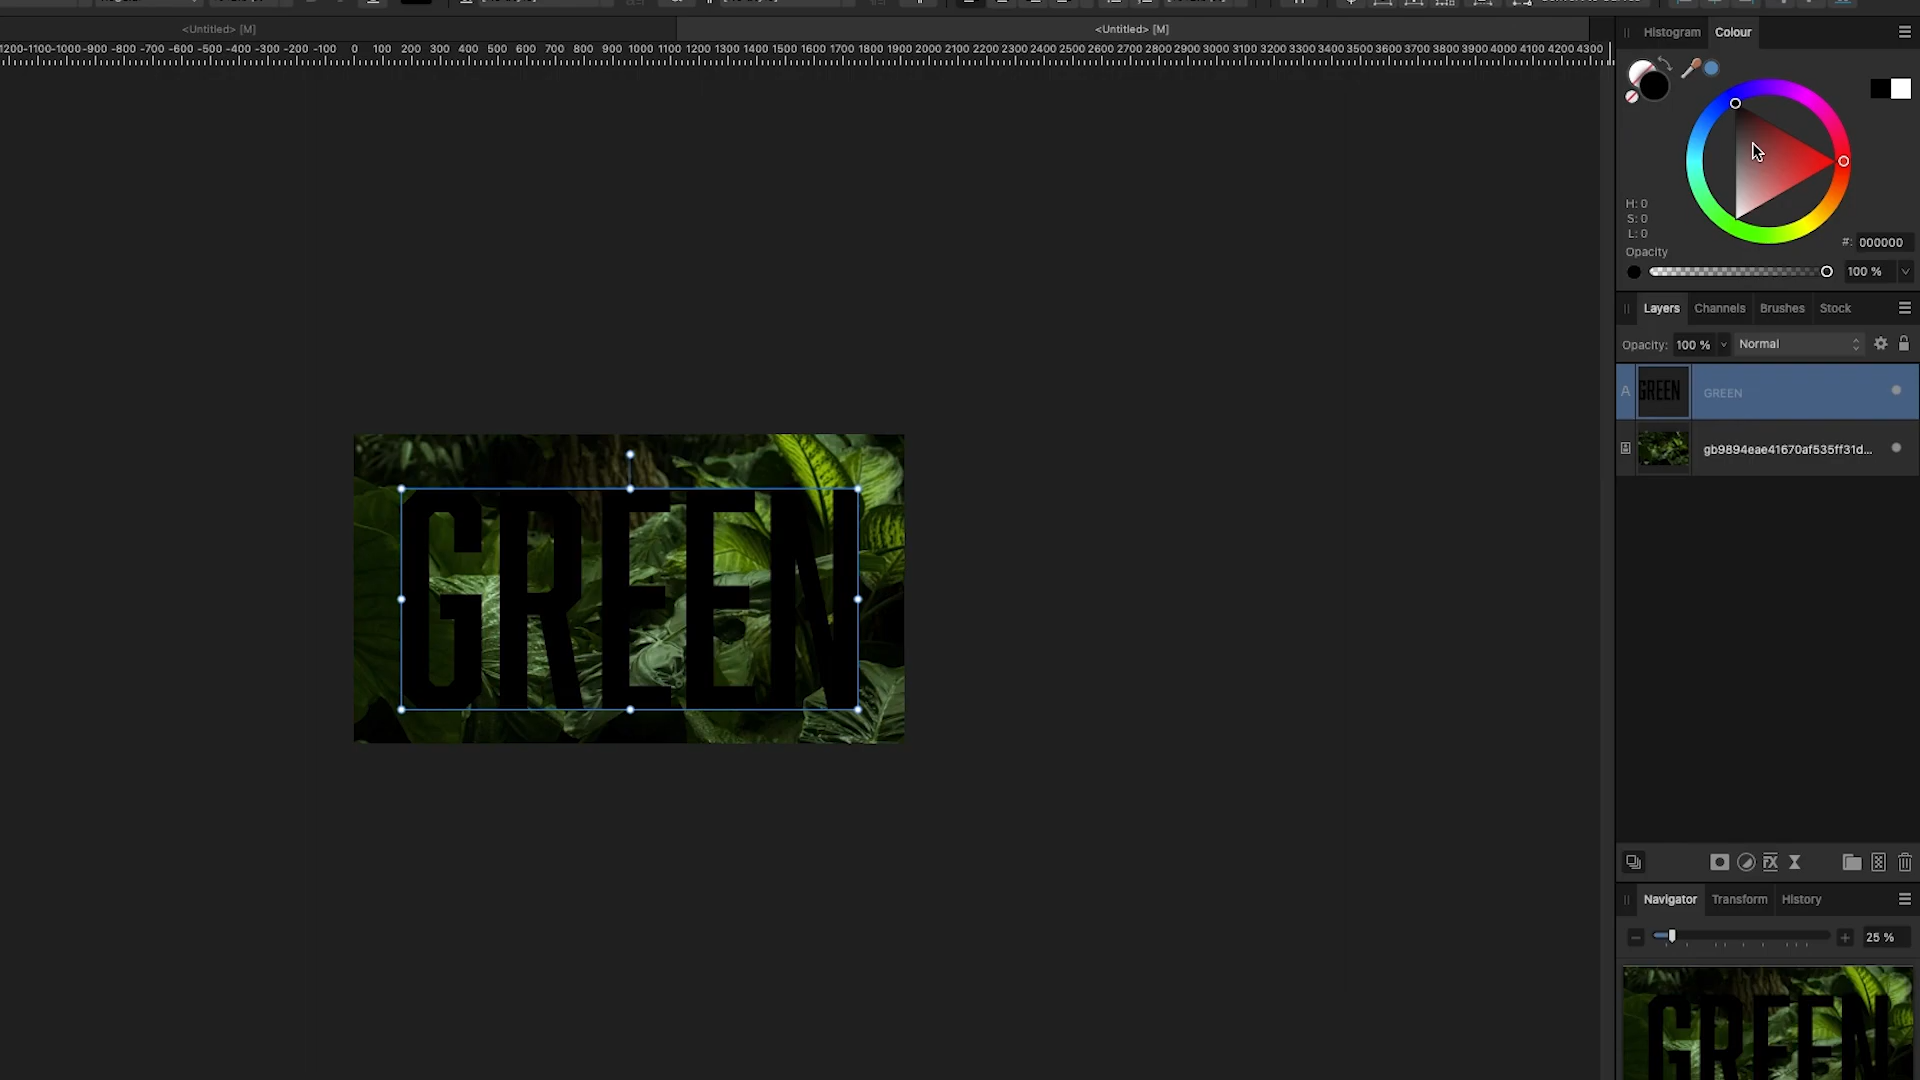 <Untitled> [M]
<Untitled> [M]
1200-1100-1000-900 -800 -700 -600 -500 -400 -300 -200 -100 0 100 200 300 400 500 600 700 800 900 1000 1100 1200 1300 1400 1500 1600 1700 1800 1900 2000 2100 2200 2300 2400 2500 2600 2700 2800 2900 3000 3100 3200 3300 3400 3500 3600 3700 3800 3900 4000 4100 4200 4300
Histogram Colour
H: 0
S: 0
L: 0
#: 000000
Opacity
100 %
Layers Channels Brushes Stock
Opacity: 100 % Normal
A GREEN GREEN
gb9894eae41670af535ff31d...
GREEN
FX
Navigator Transform History
25 %
GREEN